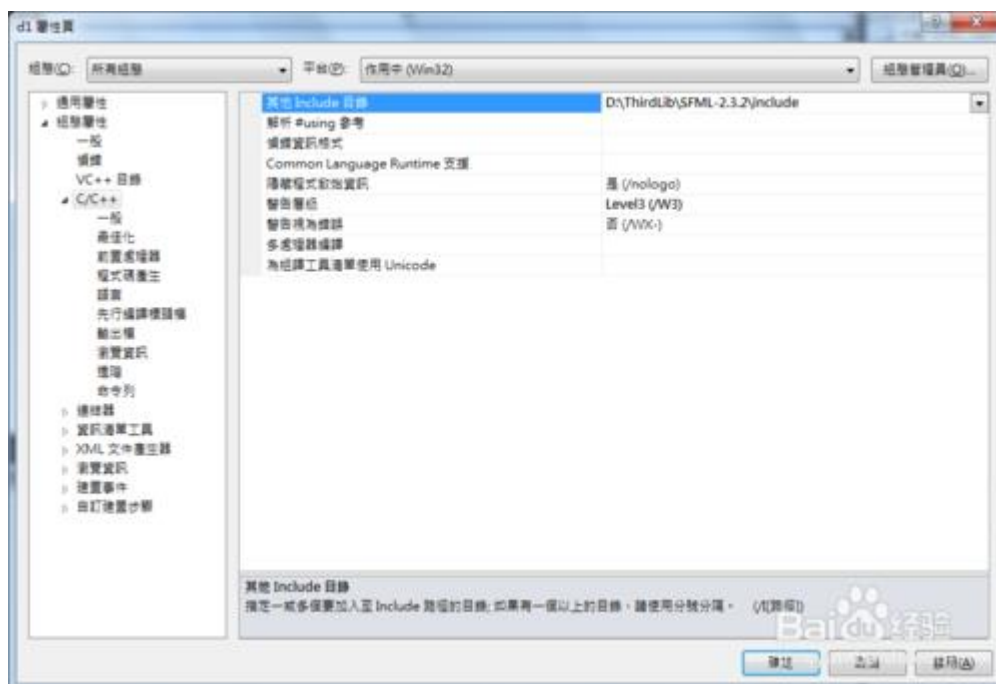 d1 屬性頁
組態(C): 所有組態 平台(P): 作用中 (Win32) 組態管理員(O)...
通用屬性
組態屬性
一般
偵錯
VC++ 目錄
C/C++
一般
最佳化
前置處理器
程式碼產生
語言
先行編譯標頭檔
輸出檔
瀏覽資訊
進階
命令列
連結器
資訊清單工具
XML 文件產生器
瀏覽資訊
建置事件
自訂建置步驟
其他 Include 目錄 D:\ThirdLib\SFML-2.3.2\include
解析 #using 參考
偵錯資訊格式
Common Language Runtime 支援
隱藏程式啟始資訊 是 (/nologo)
警告層級 Level3 (/W3)
警告視為錯誤 否 (/WX-)
多處理器編譯
為組譯工具清單使用 Unicode
其他 Include 目錄
指定一或多個要加入至 Include 路徑的目錄; 如果有一個以上的目錄，請使用分號分隔。 (/I[路徑])
Baidu 经验
確定 取消 套用(A)